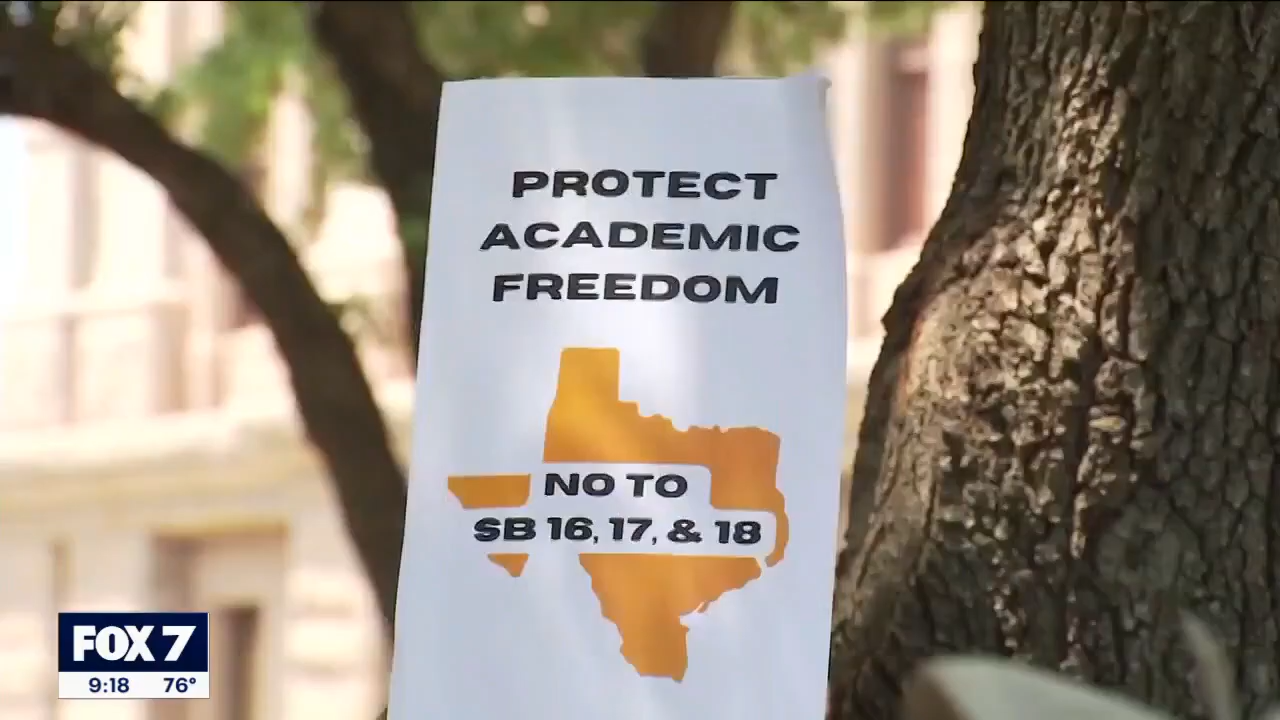 PROTECT
ACADEMIC
FREEDOM
NO TO
SB 16, 17, & 18
FOX 7
9:18 76°